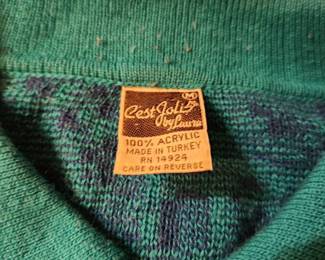 M
C'est Joli
by Laura
100% ACRYLIC
MADE IN TURKEY
RN 14924
CARE ON REVERSE